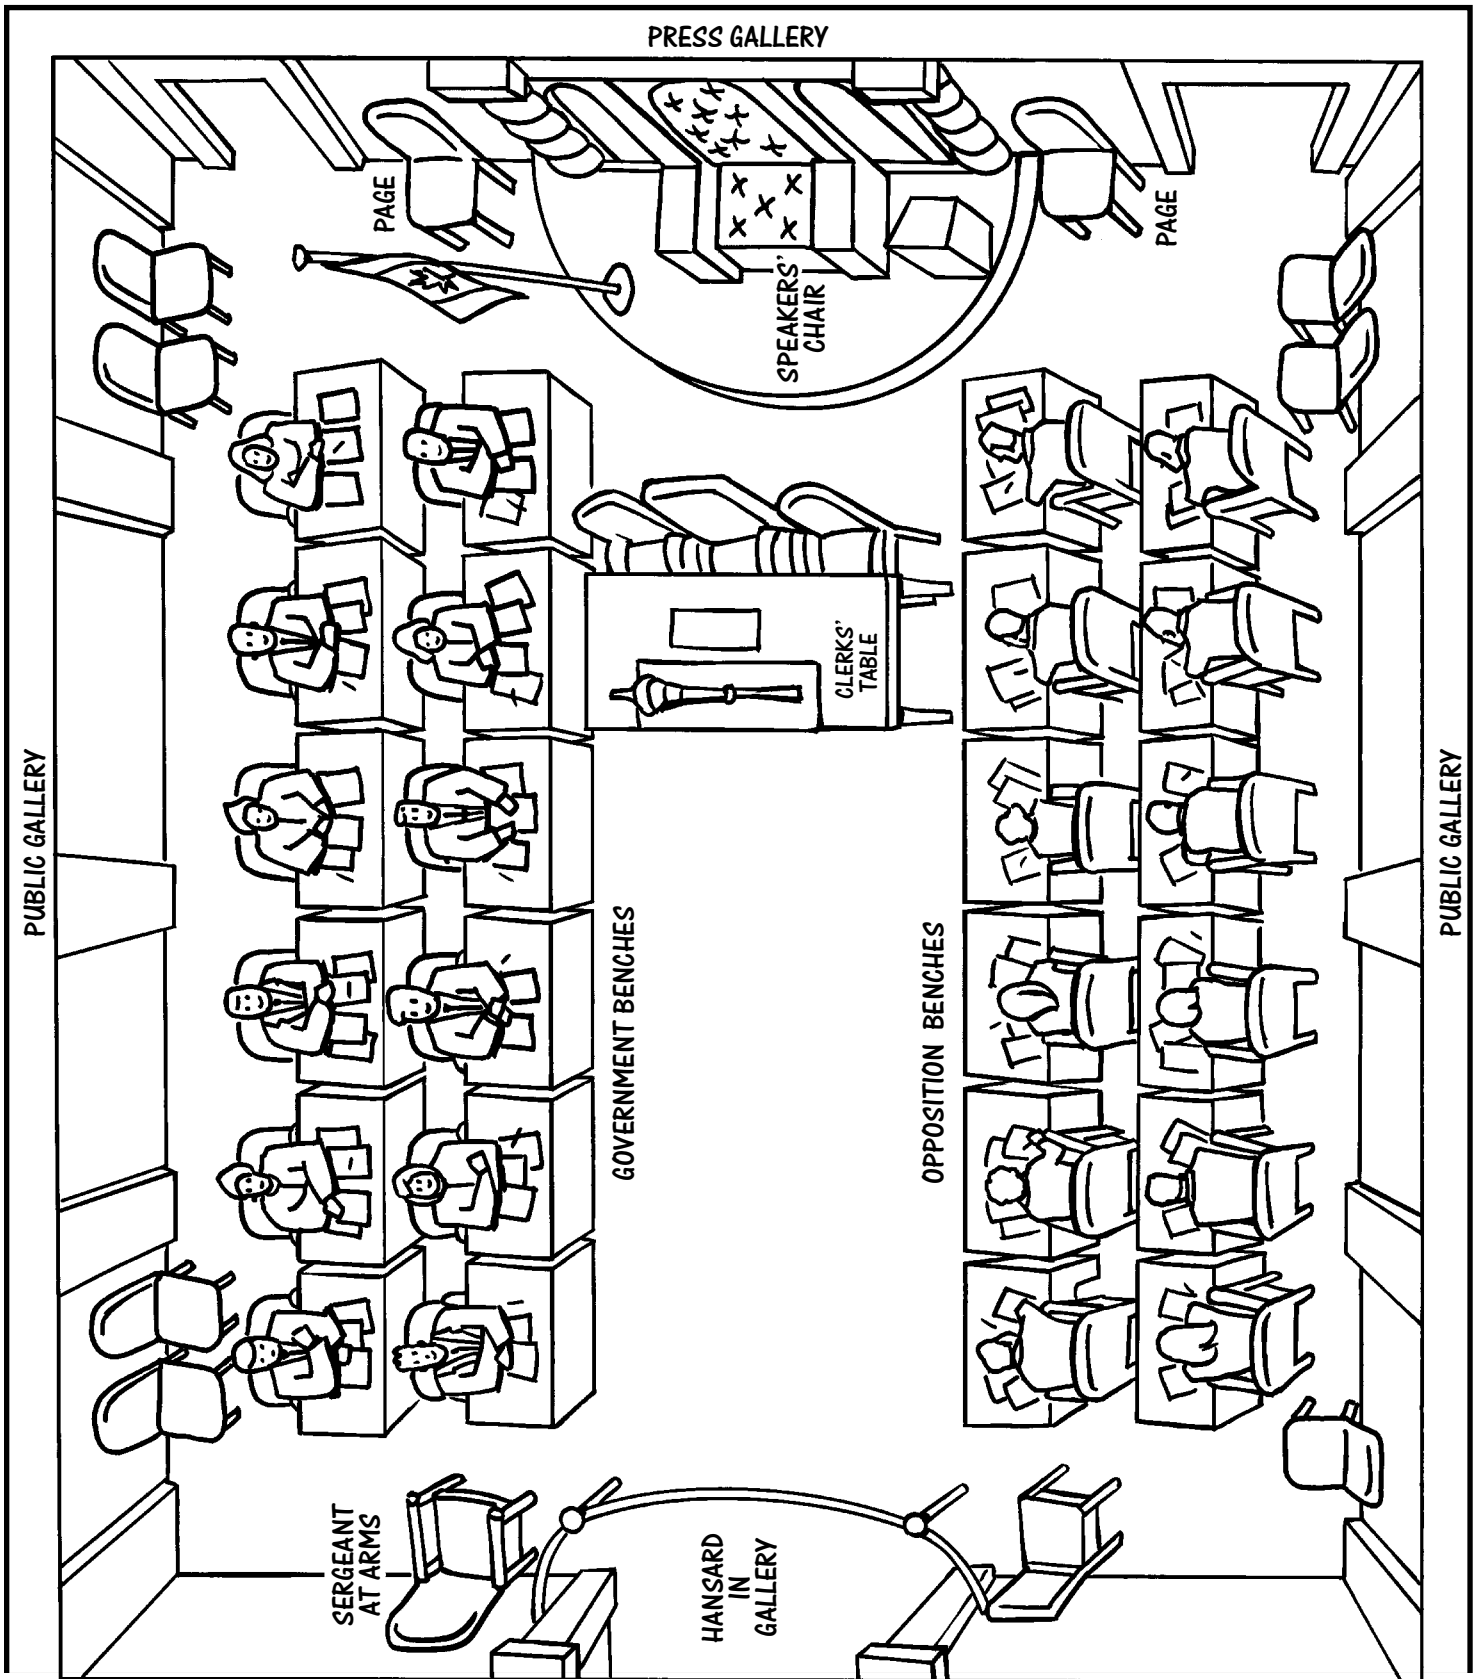 PRESS GALLERY
PAGE
PAGE
SPEAKERS'
CHAIR
CLERKS'
TABLE
PUBLIC GALLERY
GOVERNMENT BENCHES
OPPOSITION BENCHES
PUBLIC GALLERY
SERGEANT
AT ARMS
HANSARD
IN
GALLERY